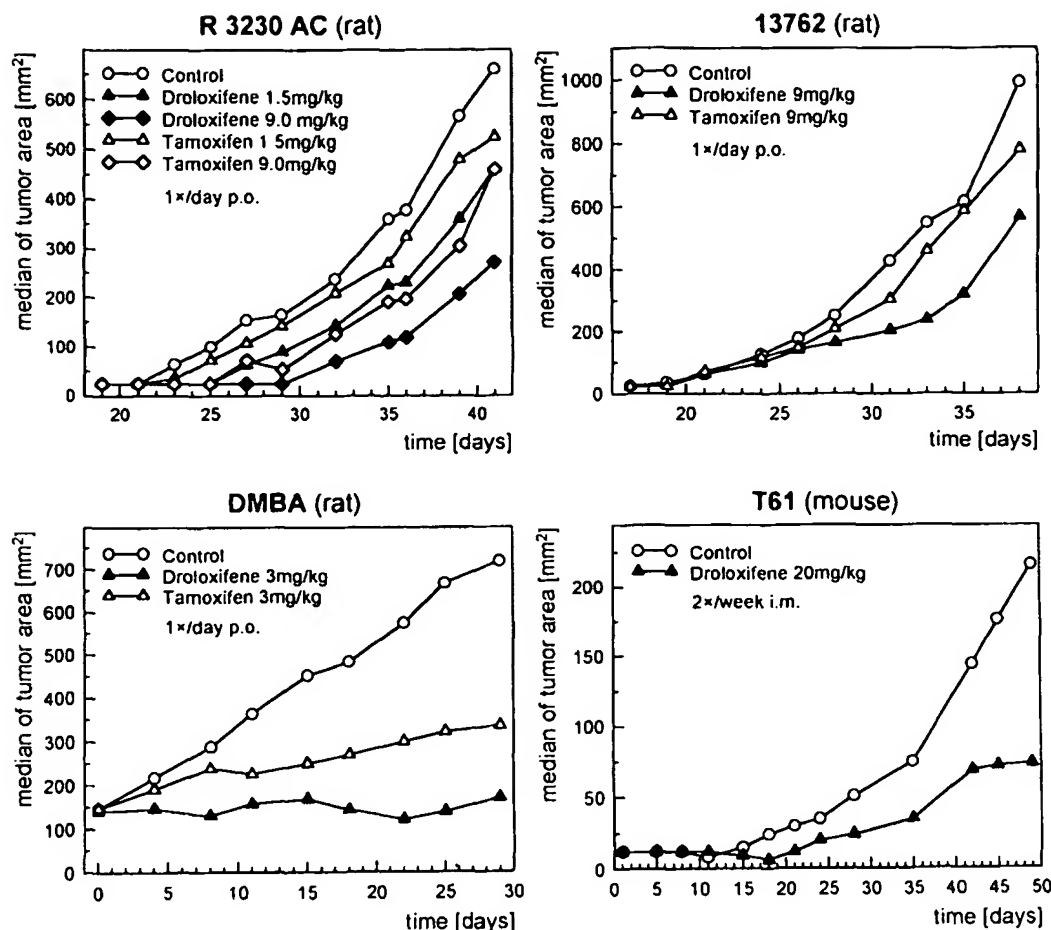 R 3230 AC (rat)
median of tumor area [mm²]
600
500
400
300
200
100
0
Control
Droloxifene 1.5mg/kg
Droloxifene 9.0 mg/kg
Tamoxifen 1 5mg/kg
Tamoxifen 9.0mg/kg
1×/day p.o.
20 25 30 35 40
time [days]
13762 (rat)
median of tumor area [mm²]
1000
800
600
400
200
0
Control
Droloxifene 9mg/kg
Tamoxifen 9mg/kg
1×/day p.o.
20 25 30 35
time [days]
DMBA (rat)
median of tumor area [mm²]
700
600
500
400
300
200
100
0
Control
Droloxifene 3mg/kg
Tamoxifen 3mg/kg
1×/day p.o.
0 5 10 15 20 25 30
time [days]
T61 (mouse)
median of tumor area [mm²]
200
150
100
50
0
Control
Droloxifene 20mg/kg
2×/week i.m.
0 5 10 15 20 25 30 35 40 45 50
time [days]